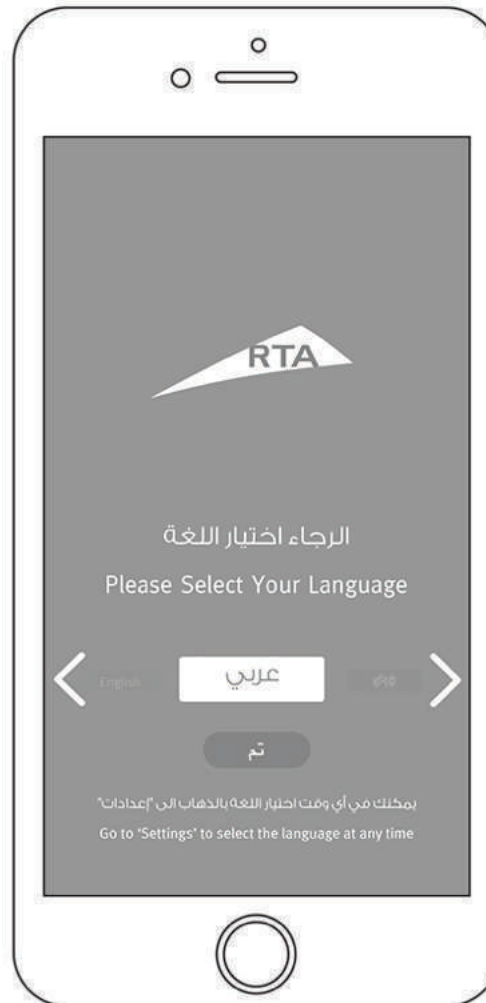 RTA
الرجاء اختيار اللغة
Please Select Your Language
English
عربي
تم
يمكنك في أي وقت اختيار اللغة بالذهاب الى "إعدادات"
Go to "Settings" to select the language at any time